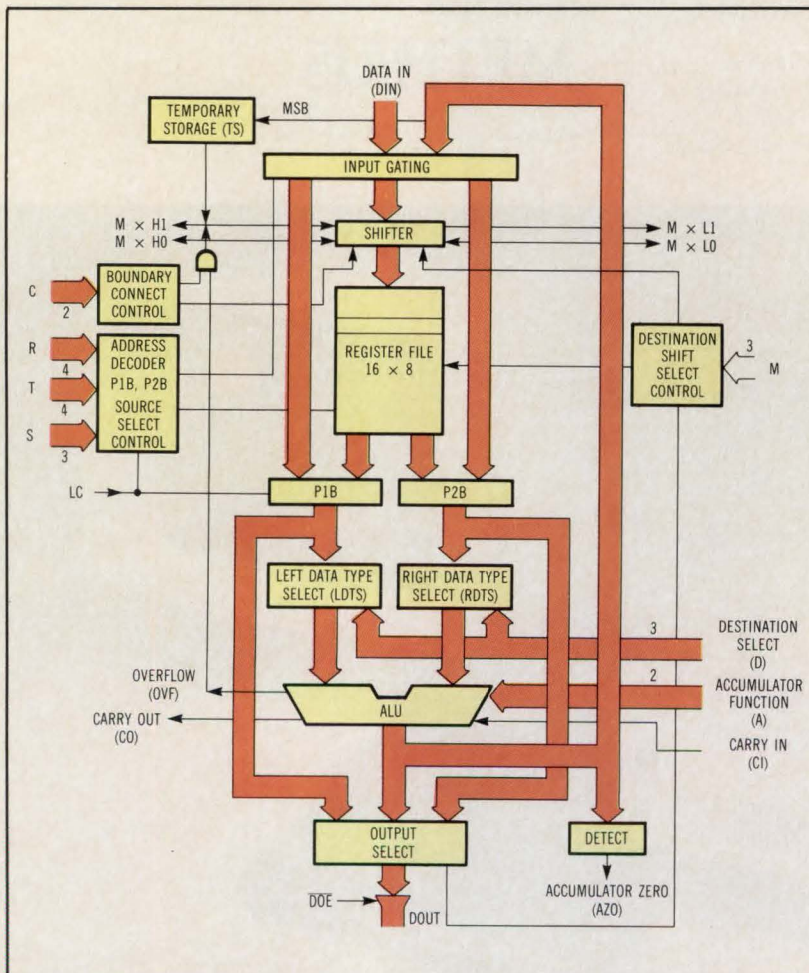 DATA IN
(DIN)
TEMPORARY
STORAGE (TS)
MSB
INPUT GATING
M × H1
M × H0
SHIFTER
M × L1
M × L0
C
2
BOUNDARY
CONNECT
CONTROL
R
4
T
4
S
3
ADDRESS
DECODER
P1B, P2B
SOURCE
SELECT
CONTROL
REGISTER FILE
16 × 8
DESTINATION
SHIFT
SELECT
CONTROL
3
M
LC
P1B
P2B
LEFT DATA TYPE
SELECT (LDTS)
RIGHT DATA TYPE
SELECT (RDTS)
3
DESTINATION
SELECT
(D)
OVERFLOW
(OVF)
2
ACCUMULATOR
FUNCTION
(A)
ALU
CARRY OUT
(CO)
CARRY IN
(CI)
OUTPUT
SELECT
DETECT
ACCUMULATOR ZERO
(AZO)
DOE
DOUT